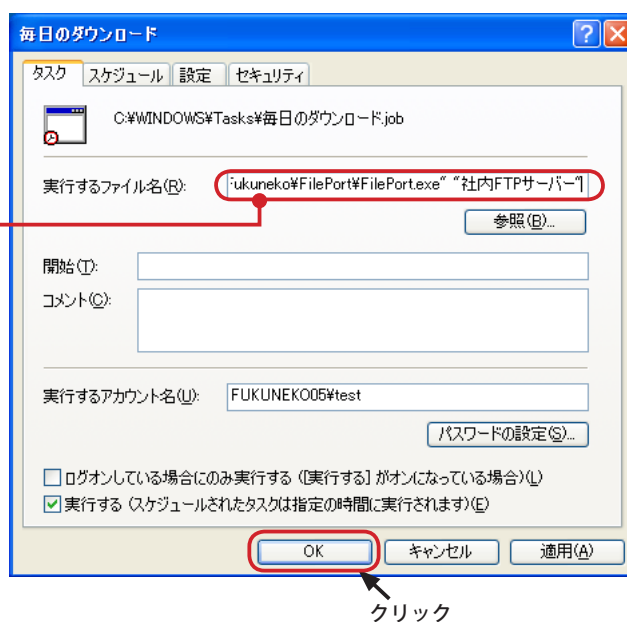 毎日のダウンロード
タスク スケジュール 設定 セキュリティ
C:¥WINDOWS¥Tasks¥毎日のダウンロード.job
実行するファイル名(R): ukuneko¥FilePort¥FilePort.exe" "社内FTPサーバー"
参照(B)...
開始(T):
コメント(C):
実行するアカウント名(U): FUKUNEKO05¥test
パスワードの設定(S)...
ログオンしている場合にのみ実行する ([実行する] がオンになっている場合)(L)
実行する (スケジュールされたタスクは指定の時間に実行されます)(E)
OK キャンセル 適用(A)
クリック